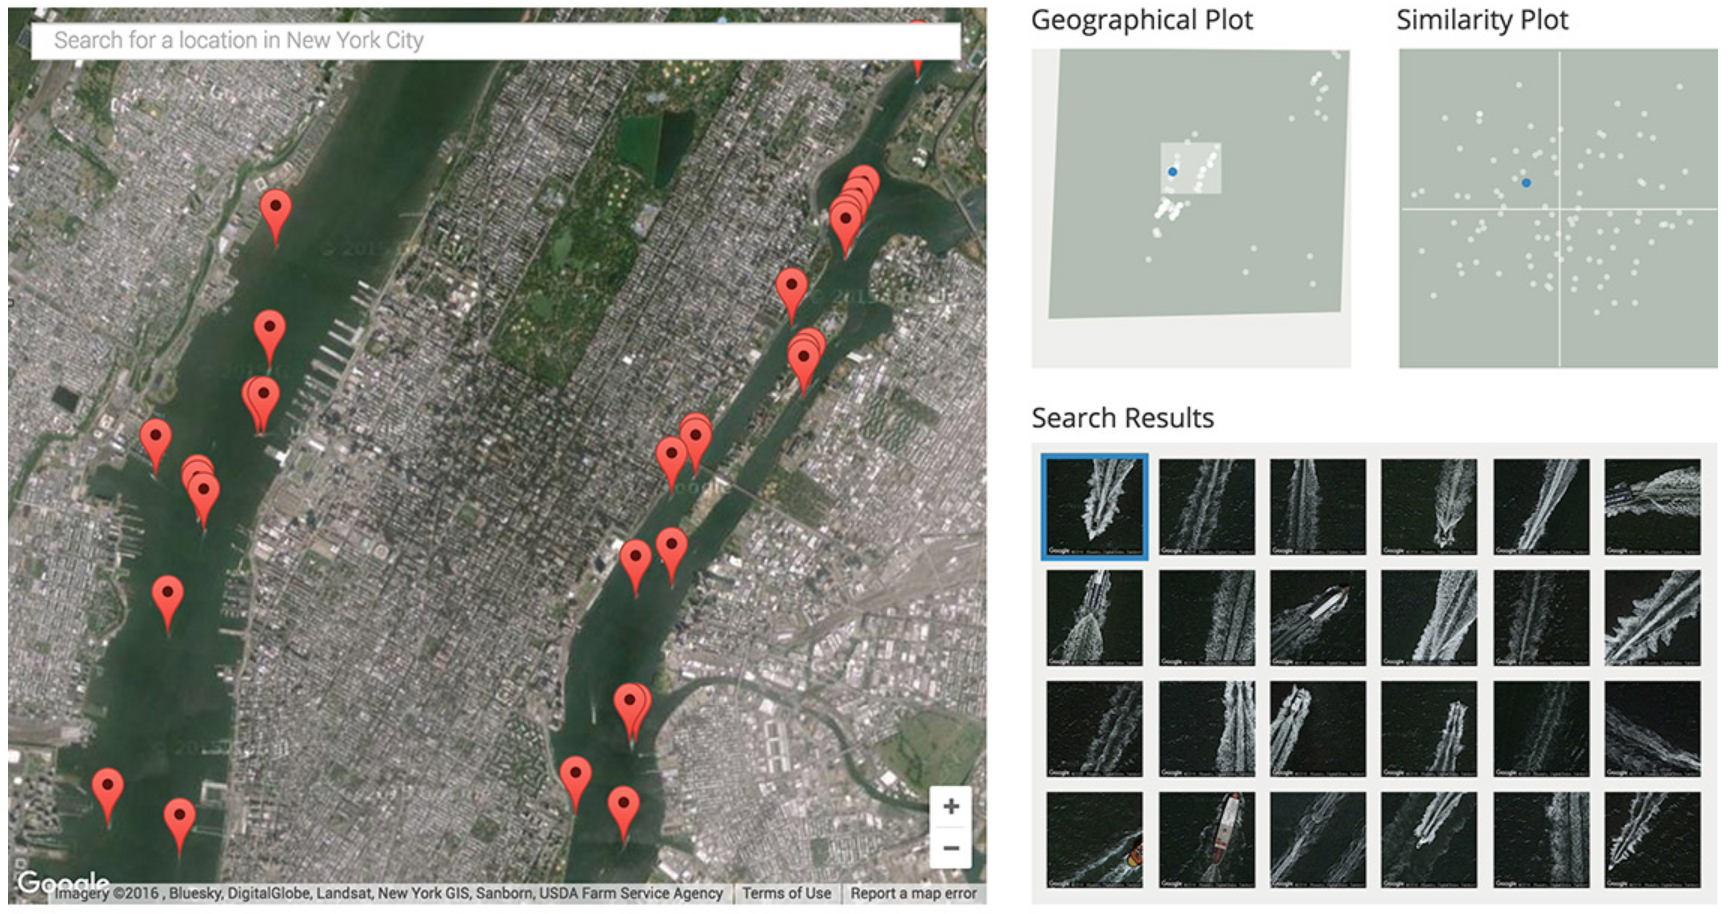 Search for a location in New York City
Google
Imagery ©2016 , Bluesky, DigitalGlobe, Landsat, New York GIS, Sanborn, USDA Farm Service Agency
Terms of Use
Report a map error
+
−
Geographical Plot
Similarity Plot
Search Results